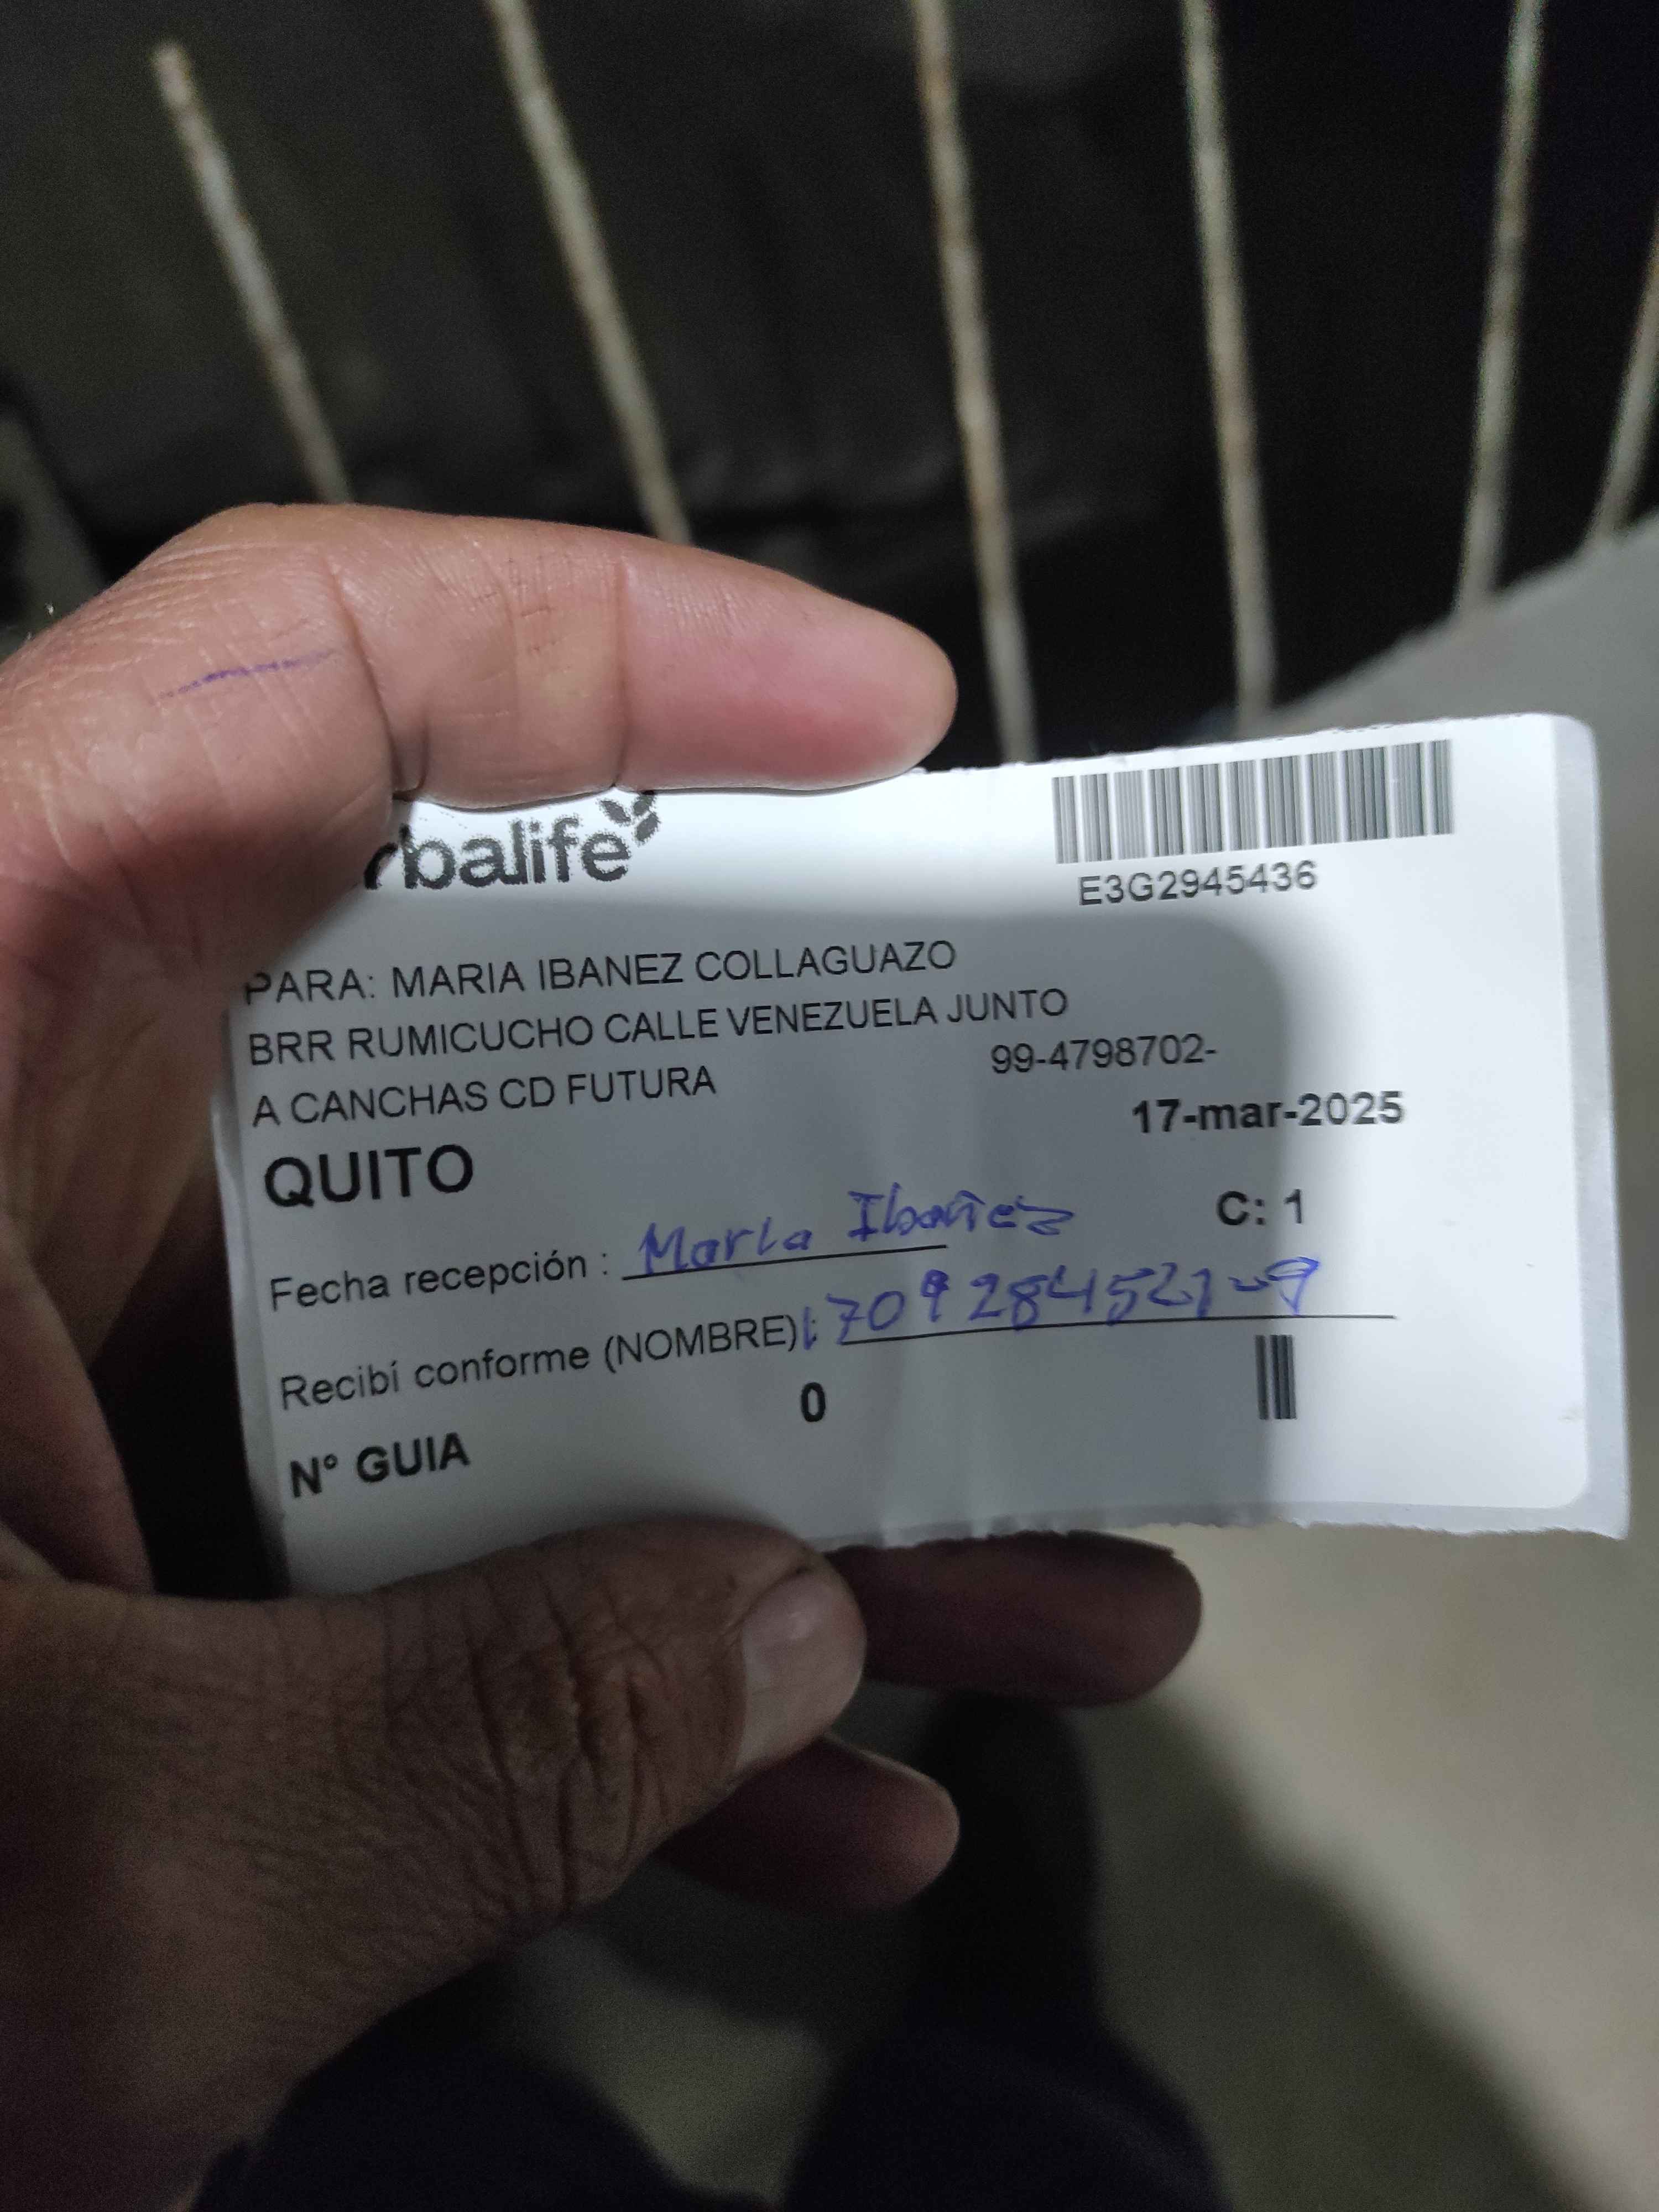 rbalife
E3G2945436
PARA: MARIA IBANEZ COLLAGUAZO
BRR RUMICUCHO CALLE VENEZUELA JUNTO
A CANCHAS CD FUTURA
99-4798702-
17-mar-2025
QUITO
C: 1
Fecha recepción : Maria Ibañez
Recibí conforme (NOMBRE):
N° GUIA 0